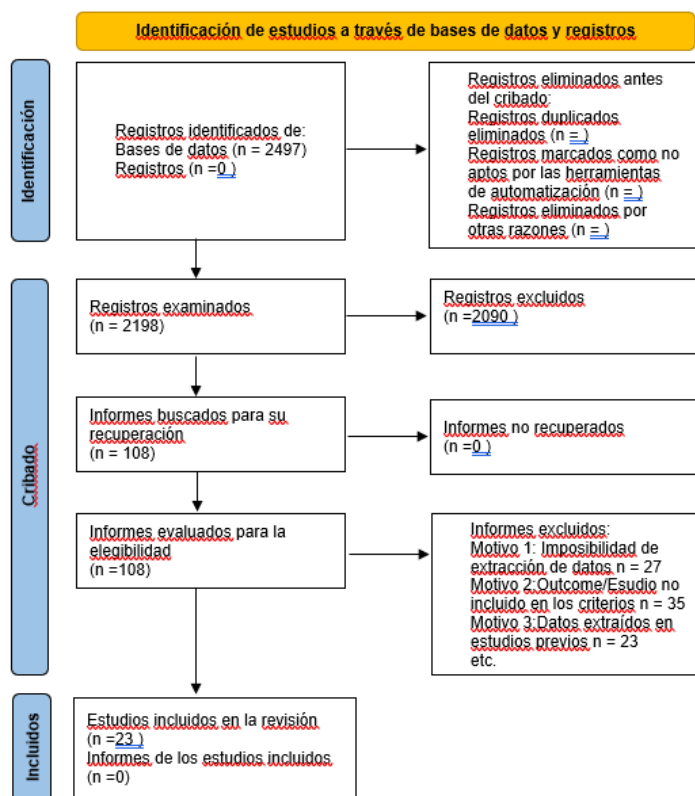 Identificación de estudios a través de bases de datos y registros
Identificación
Registros identificados de:
Bases de datos (n = 2497)
Registros (n =0 )
Registros eliminados antes
del cribado:
Registros duplicados
eliminados (n = )
Registros marcados como no
aptos por las herramientas
de automatización (n = )
Registros eliminados por
otras razones (n = )
Cribado
Registros examinados
(n = 2198)
Registros excluidos
(n =2090 )
Informes buscados para su
recuperación
(n = 108)
Informes no recuperados
(n =0 )
Informes evaluados para la
elegibilidad
(n =108)
Informes excluidos:
Motivo 1: Imposibilidad de
extracción de datos n = 27
Motivo 2:Outcome/Esudio no
incluido en los criterios n = 35
Motivo 3:Datos extraídos en
estudios previos n = 23
etc.
Incluidos
Estudios incluidos en la revisión
(n =23 )
Informes de los estudios incluidos
(n =0)